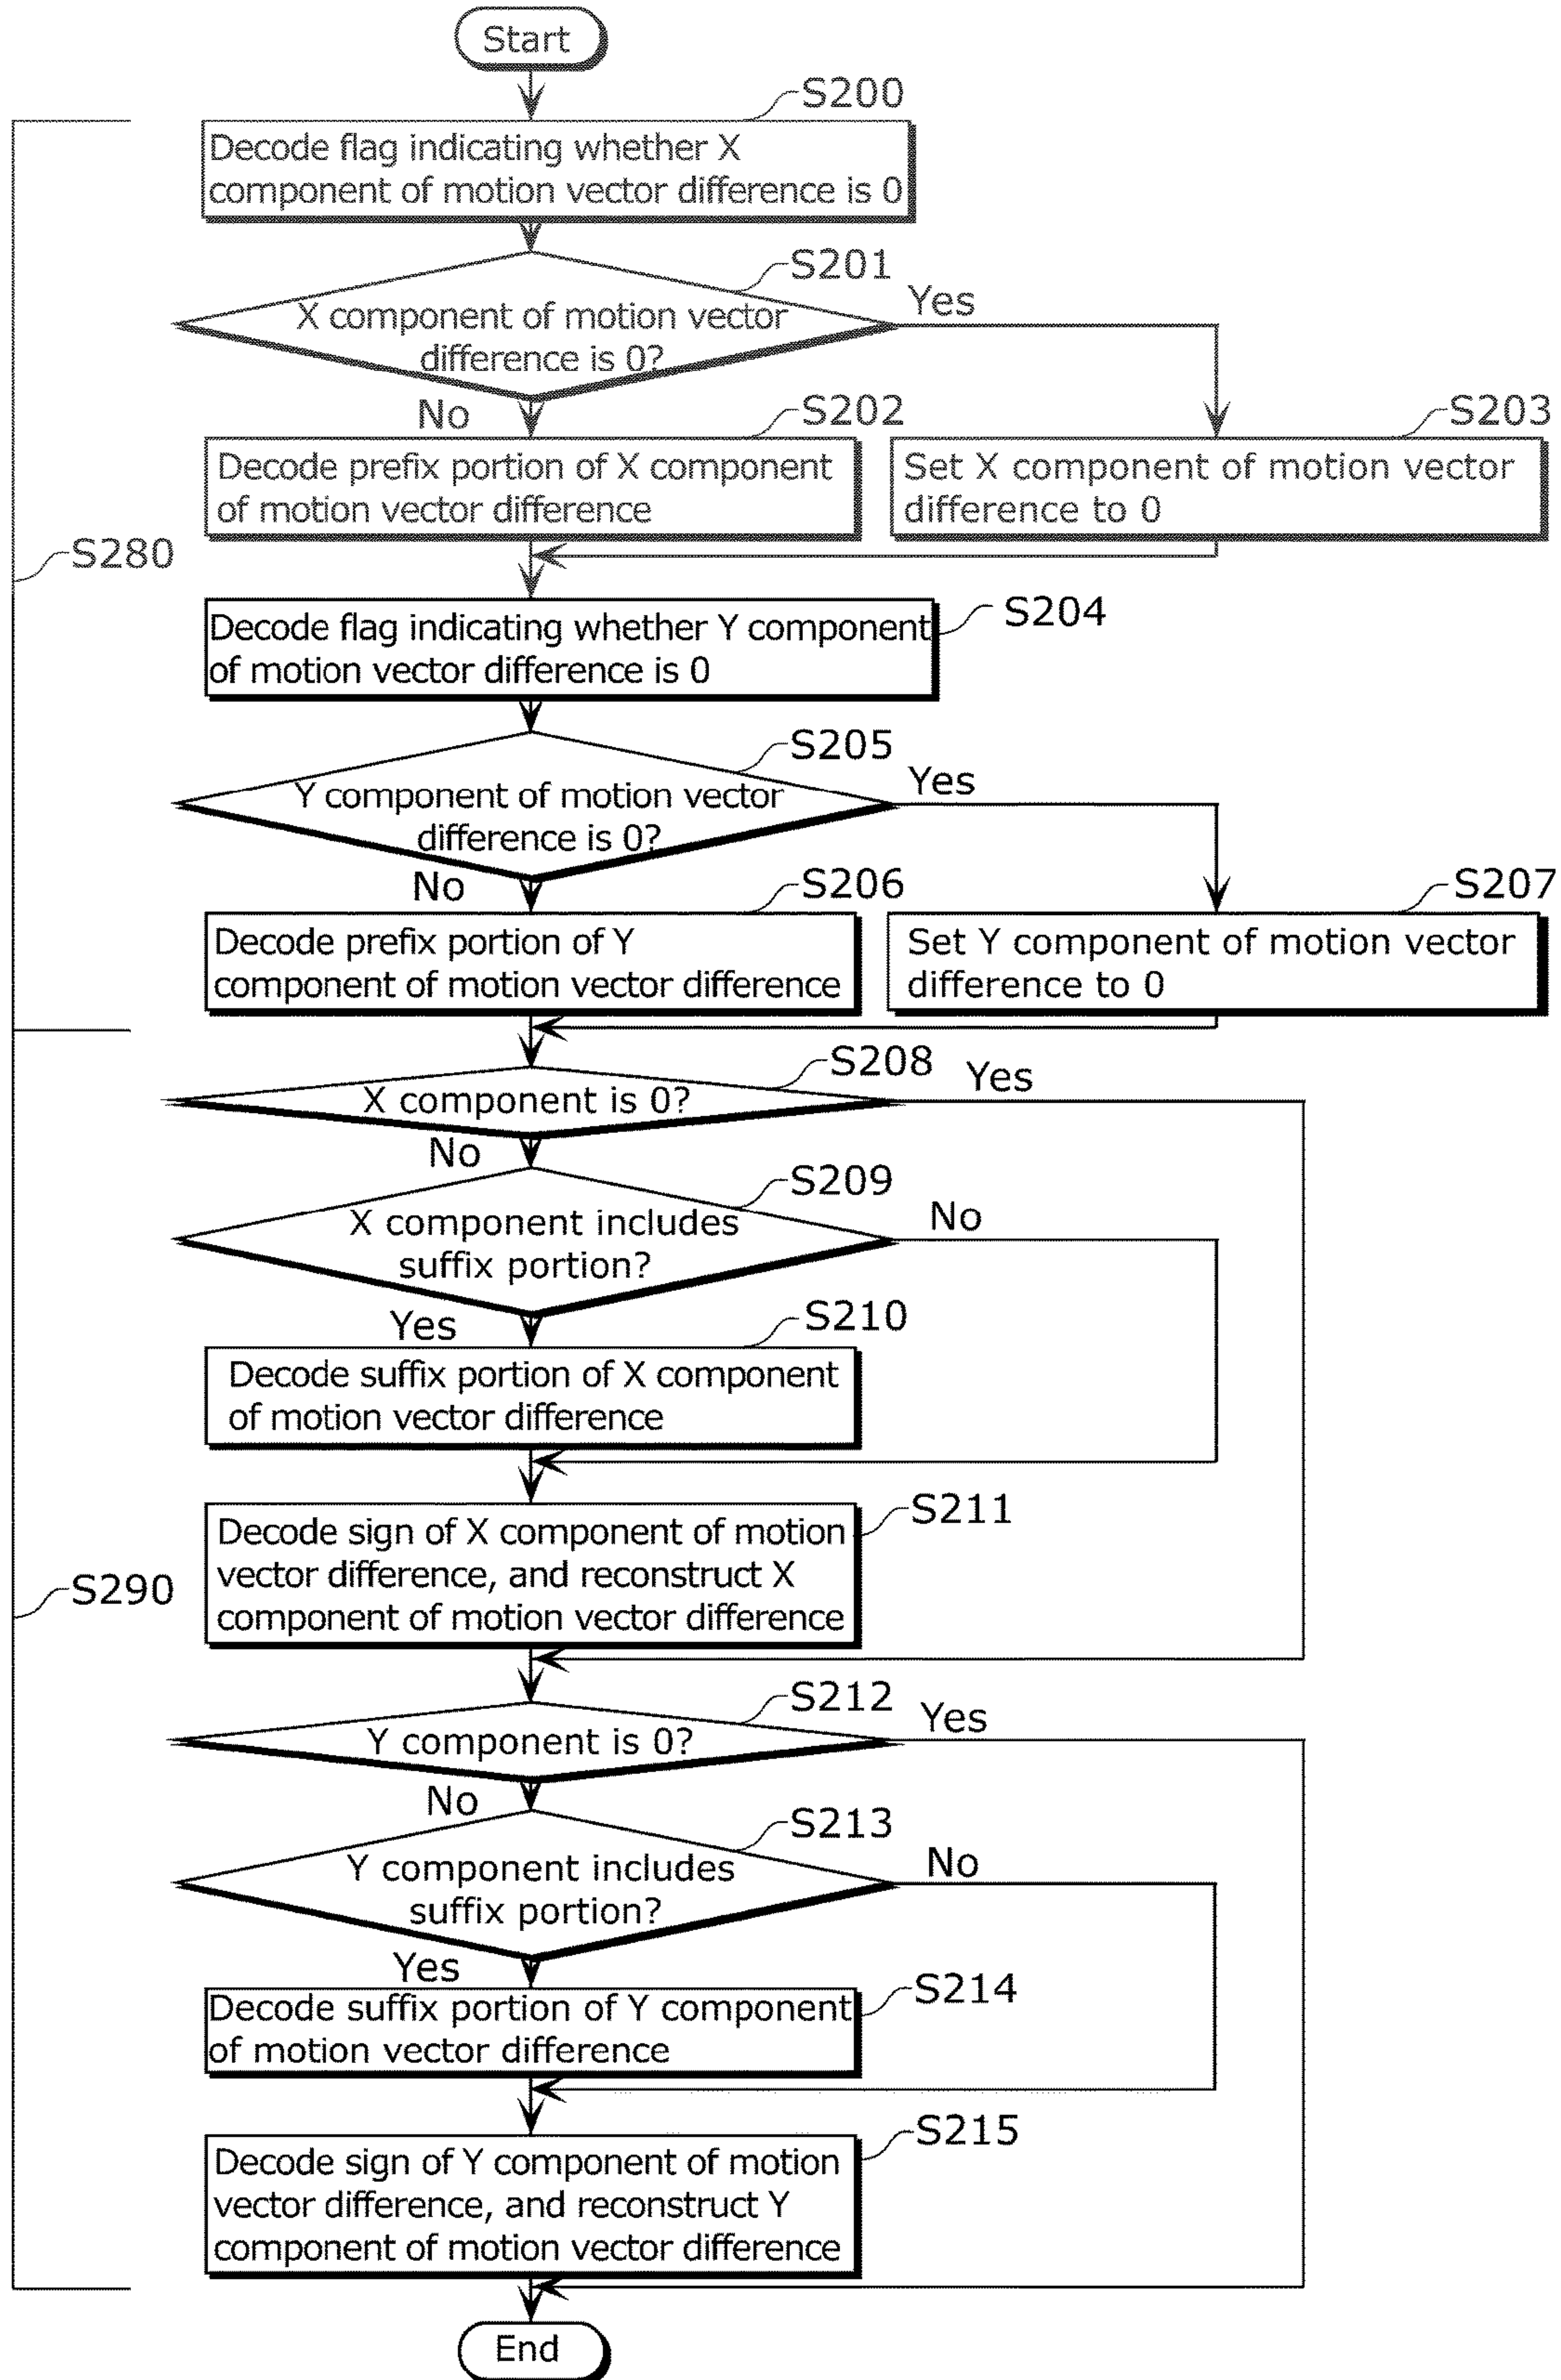 Start
S200
Decode flag indicating whether X
component of motion vector difference is 0
S201
Yes
X component of motion vector
difference is 0?
No
S202
S203
Decode prefix portion of X component
of motion vector difference
Set X component of motion vector
difference to 0
S280
S204
Decode flag indicating whether Y component
of motion vector difference is 0
S205
Yes
Y component of motion vector
difference is 0?
No
S206
S207
Decode prefix portion of Y
component of motion vector difference
Set Y component of motion vector
difference to 0
S208
Yes
X component is 0?
No
S209
No
X component includes
suffix portion?
Yes
S210
Decode suffix portion of X component
of motion vector difference
S211
Decode sign of X component of motion
vector difference, and reconstruct X
component of motion vector difference
S290
S212
Yes
Y component is 0?
No
S213
No
Y component includes
suffix portion?
Yes
S214
Decode suffix portion of Y component
of motion vector difference
S215
Decode sign of Y component of motion
vector difference, and reconstruct Y
component of motion vector difference
End